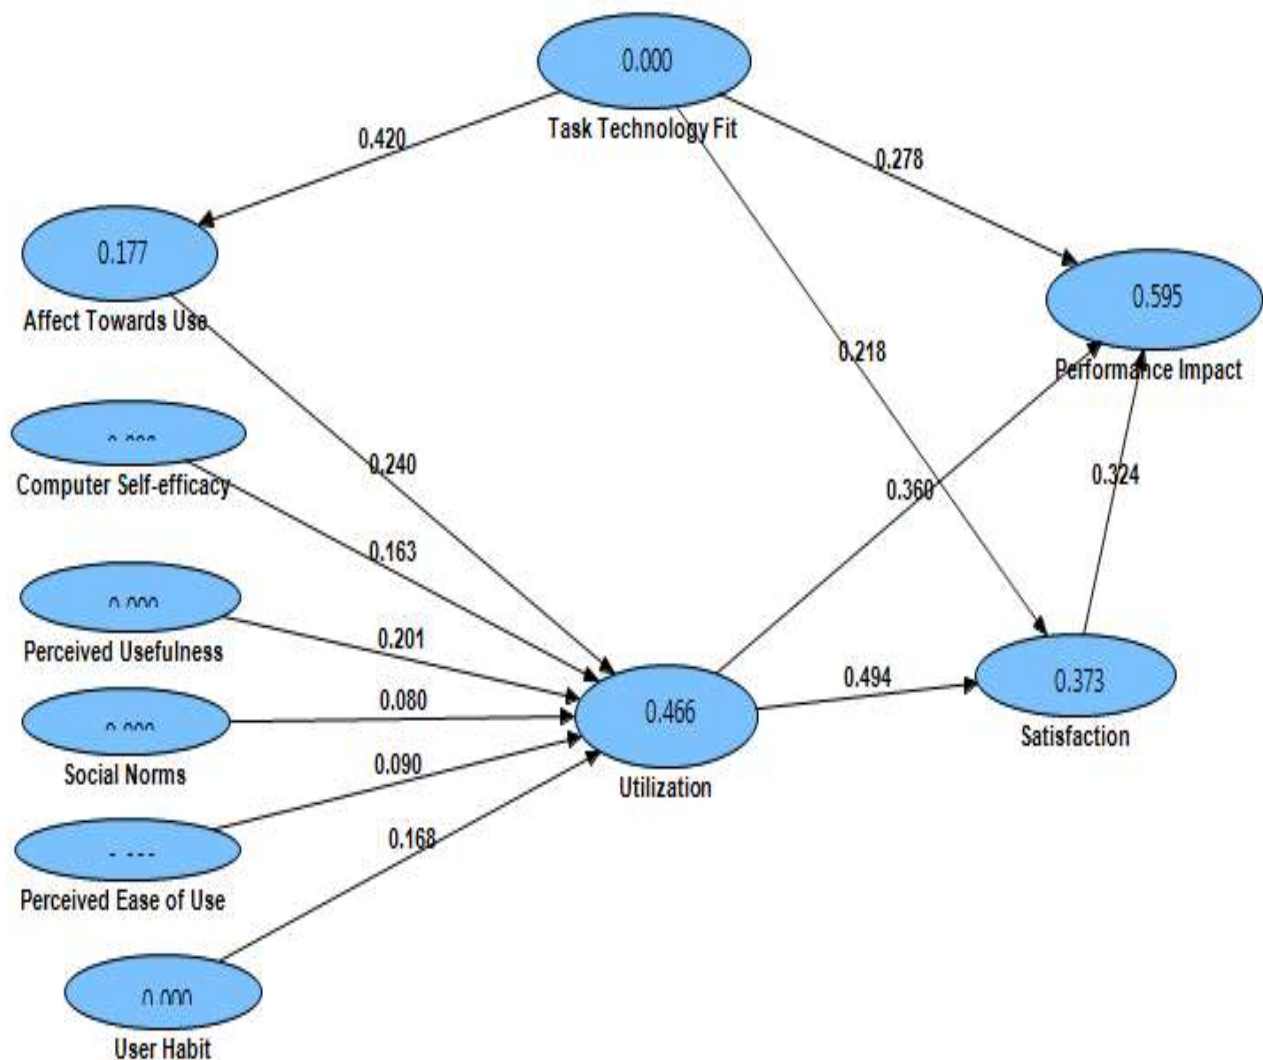 0.000
Task Technology Fit
0.420
0.278
0.177
Affect Towards Use
0.595
Performance Impact
0.218
0.240
0.360
0.324
Computer Self-efficacy
0.163
Perceived Usefulness
0.201
0.080
Social Norms
0.466
Utilization
0.494
0.373
Satisfaction
0.090
Perceived Ease of Use
0.168
0.000
User Habit